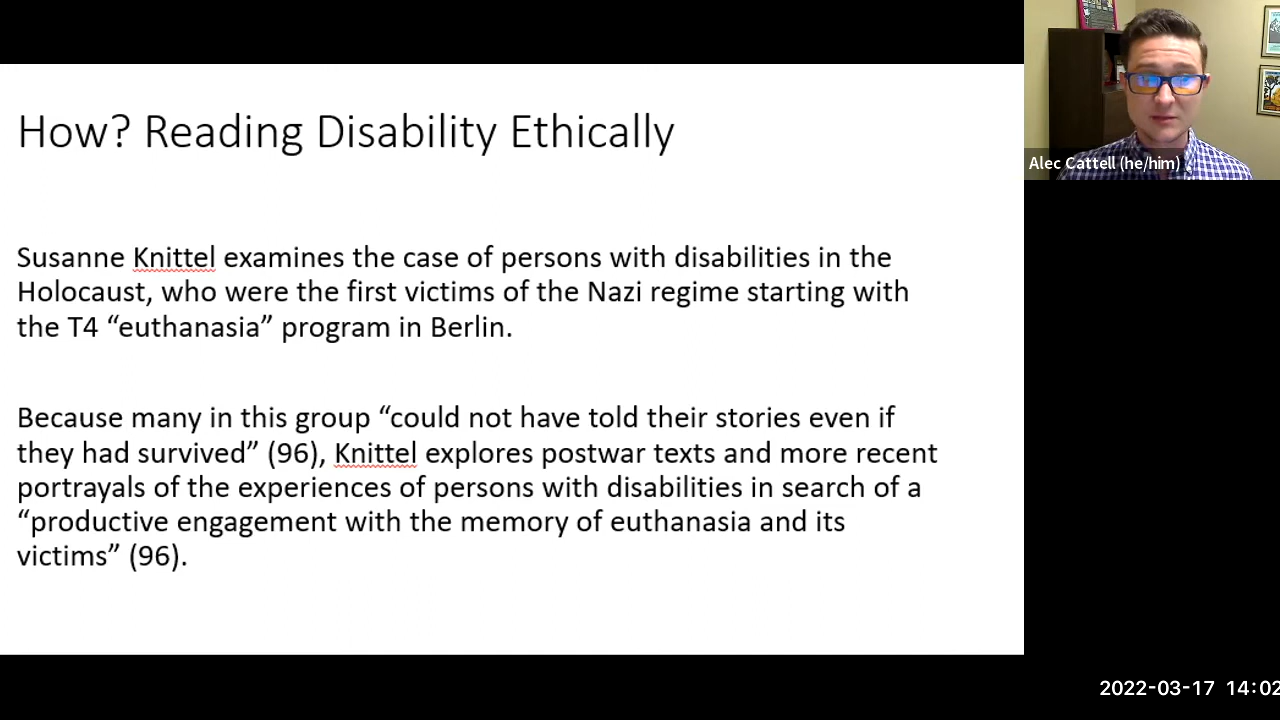 How? Reading Disability Ethically
Susanne Knittel examines the case of persons with disabilities in the
Holocaust, who were the first victims of the Nazi regime starting with
the T4 “euthanasia” program in Berlin.
Because many in this group “could not have told their stories even if
they had survived” (96), Knittel explores postwar texts and more recent
portrayals of the experiences of persons with disabilities in search of a
“productive engagement with the memory of euthanasia and its
victims” (96).
Alec Cattell (he/him)
2022-03-17 14:02